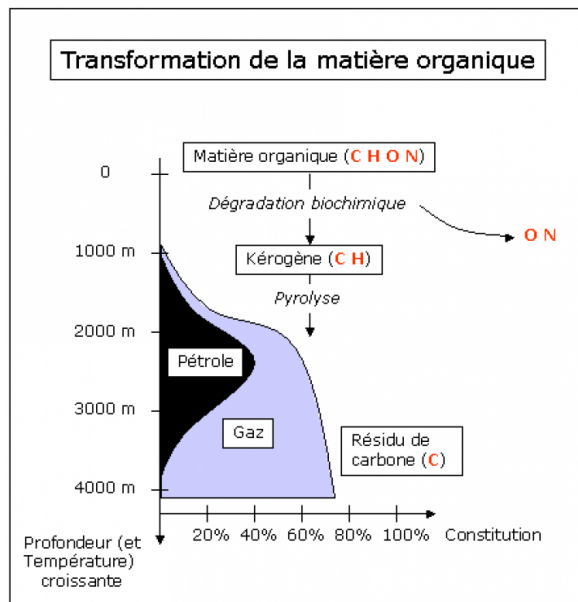 Transformation de la matière organique
Matière organique (C H O N)
0
Dégradation biochimique
O N
1000 m
Kérogène (C H)
Pyrolyse
2000 m
Pétrole
3000 m
Gaz
Résidu de
carbone (C)
4000 m
20% 40% 60% 80% 100%
Constitution
Profondeur (et
Température)
croissante